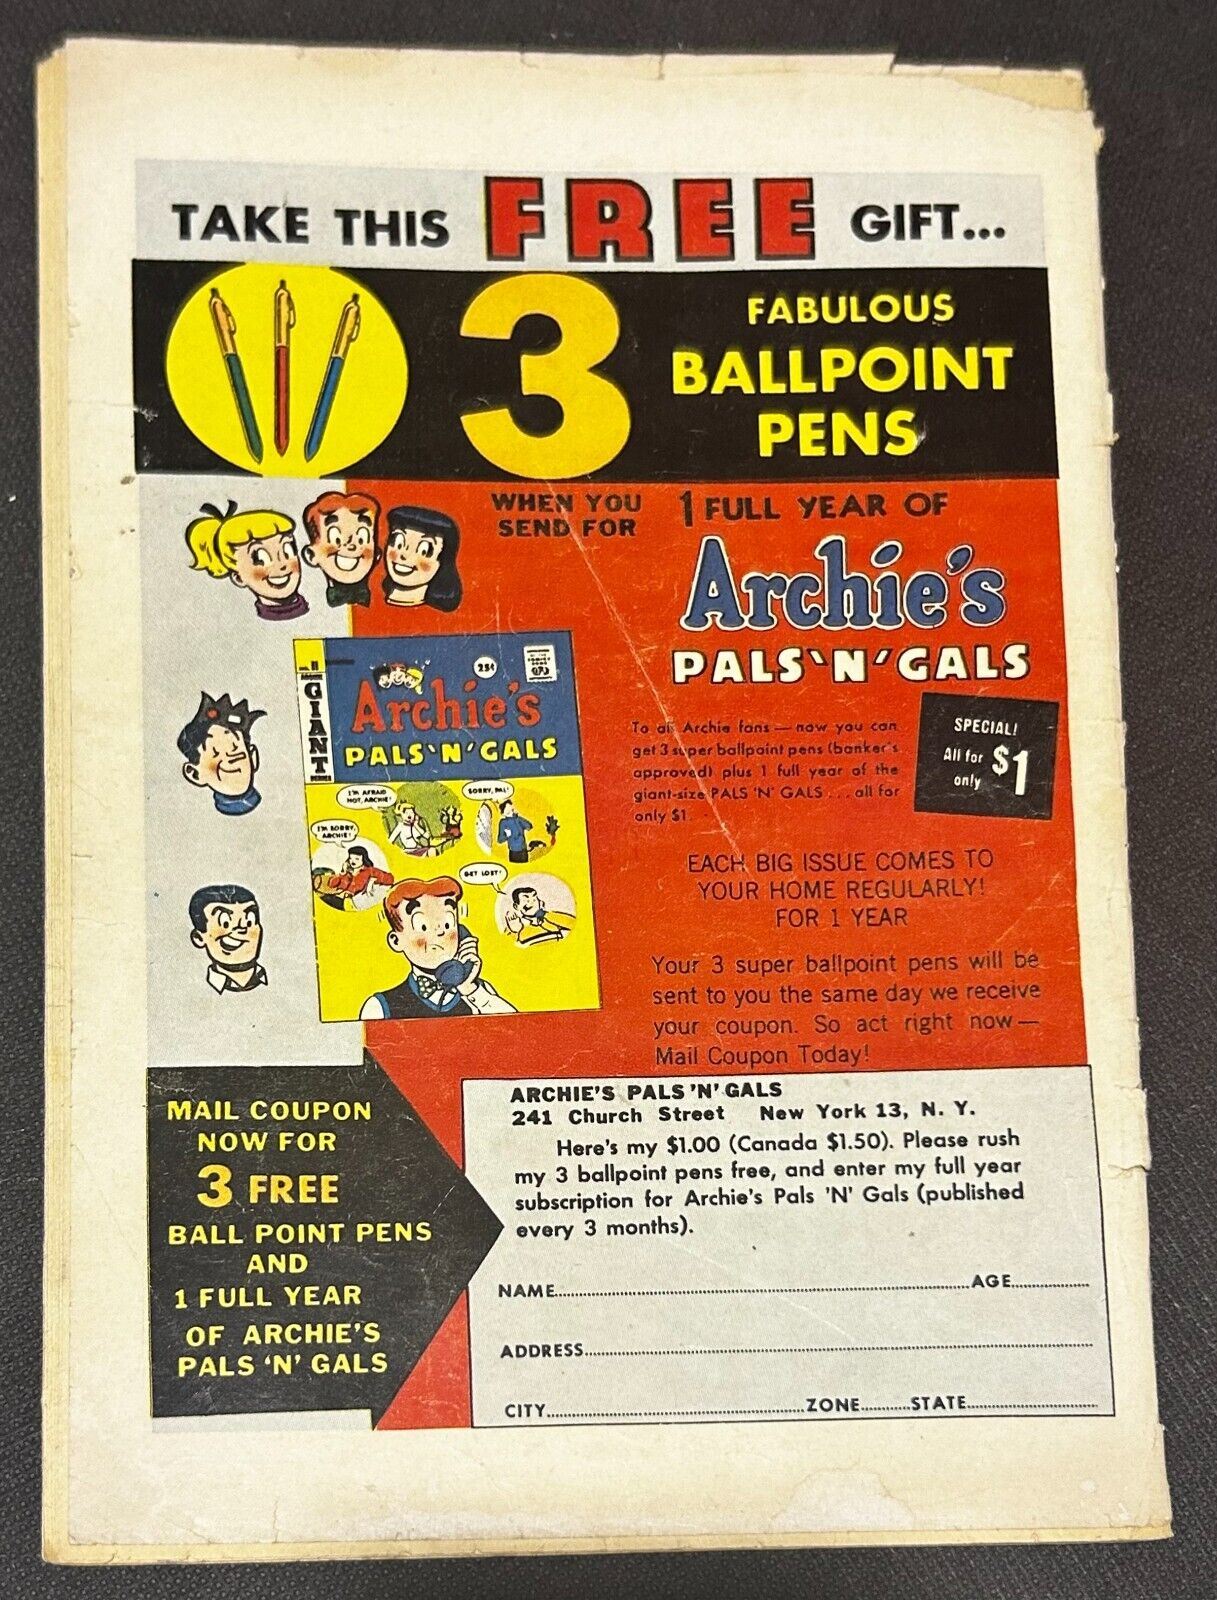 TAKE THIS FREE GIFT...
3
FABULOUS
BALLPOINT
PENS
WHEN YOU
SEND FOR
1 FULL YEAR OF
Archie's
PALS 'N' GALS
To all Archie fans — now you can
get 3 super ballpoint pens (banker's
approved) plus 1 full year of the
giant-size PALS 'N' GALS . . . all for
only $1.
SPECIAL!
All for
only $1
ARCHIE
GIANT
SERIES
25¢
Archie's
PALS 'N' GALS
I'M AFRAID
NOT, ARCHIE!
SORRY, PAL!
I'M SORRY,
ARCHIE!
GET LOST!
EACH BIG ISSUE COMES TO
YOUR HOME REGULARLY!
FOR 1 YEAR
Your 3 super ballpoint pens will be
sent to you the same day we receive
your coupon. So act right now —
Mail Coupon Today!
MAIL COUPON
NOW FOR
3 FREE
BALL POINT PENS
AND
1 FULL YEAR
OF ARCHIE'S
PALS 'N' GALS
ARCHIE'S PALS 'N' GALS
241 Church Street New York 13, N. Y.
Here's my $1.00 (Canada $1.50). Please rush
my 3 ballpoint pens free, and enter my full year
subscription for Archie's Pals 'N' Gals (published
every 3 months).
NAME AGE
ADDRESS
CITY ZONE STATE